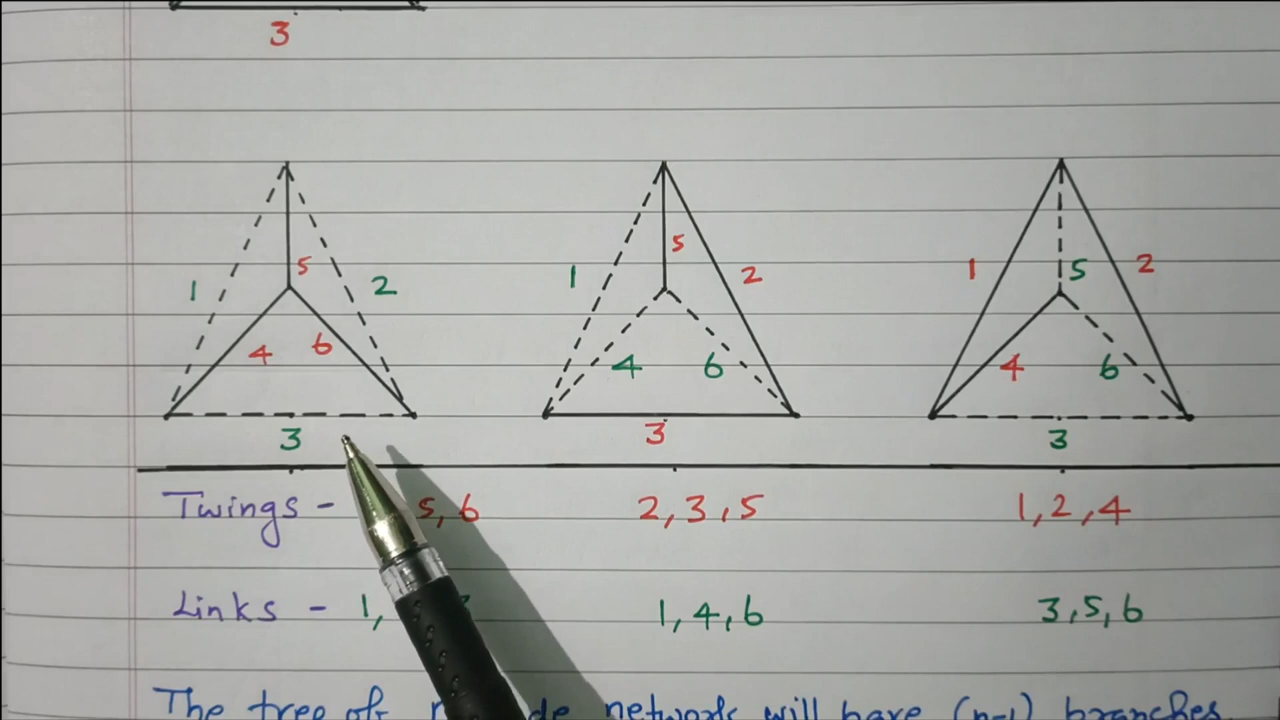 3
1 5 2 1 5 2 1 5 2
4 6 4 6 4 6
3 3 3
Twings - 5,6 2,3,5 1,2,4
Links - 1, 1,4,6 3,5,6
The tree of network will have (n-1) branches